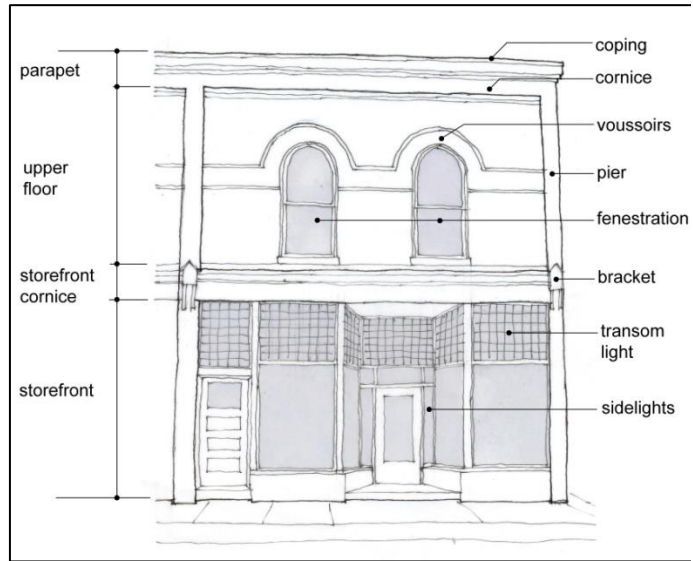 parapet
upper
floor
storefront
cornice
storefront
coping
cornice
voussoirs
pier
fenestration
bracket
transom
light
sidelights